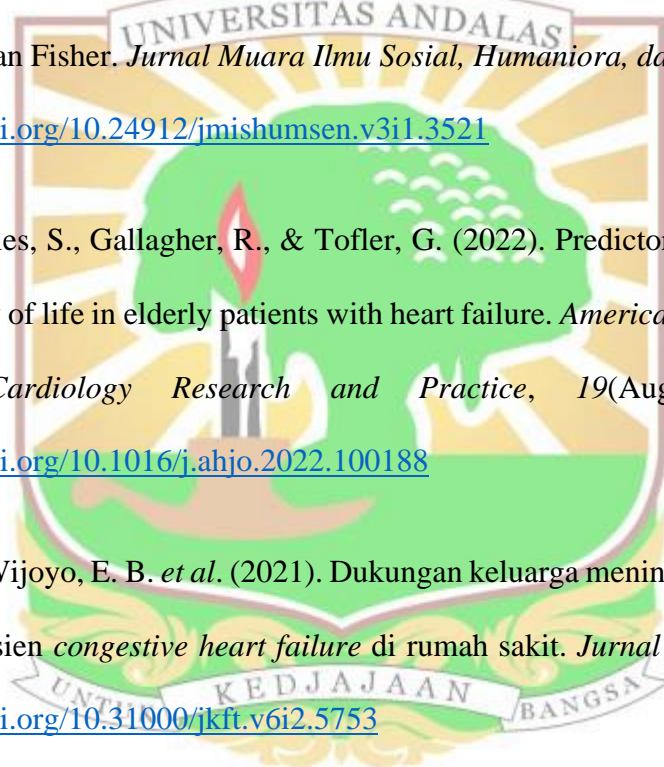 UNIVERSITAS ANDALAS
an Fisher. Jurnal Muara Ilmu Sosial, Humaniora, da
i.org/10.24912/jmishumsen.v3i1.3521
les, S., Gallagher, R., & Tofler, G. (2022). Predictor
of life in elderly patients with heart failure. America
Cardiology Research and Practice, 19(Aug
i.org/10.1016/j.ahjo.2022.100188
Wijoyo, E. B. et al. (2021). Dukungan keluarga menin
sien congestive heart failure di rumah sakit. Jurnal
UNTUK KEDJAJAAN BANGSA
i.org/10.31000/jkft.v6i2.5753